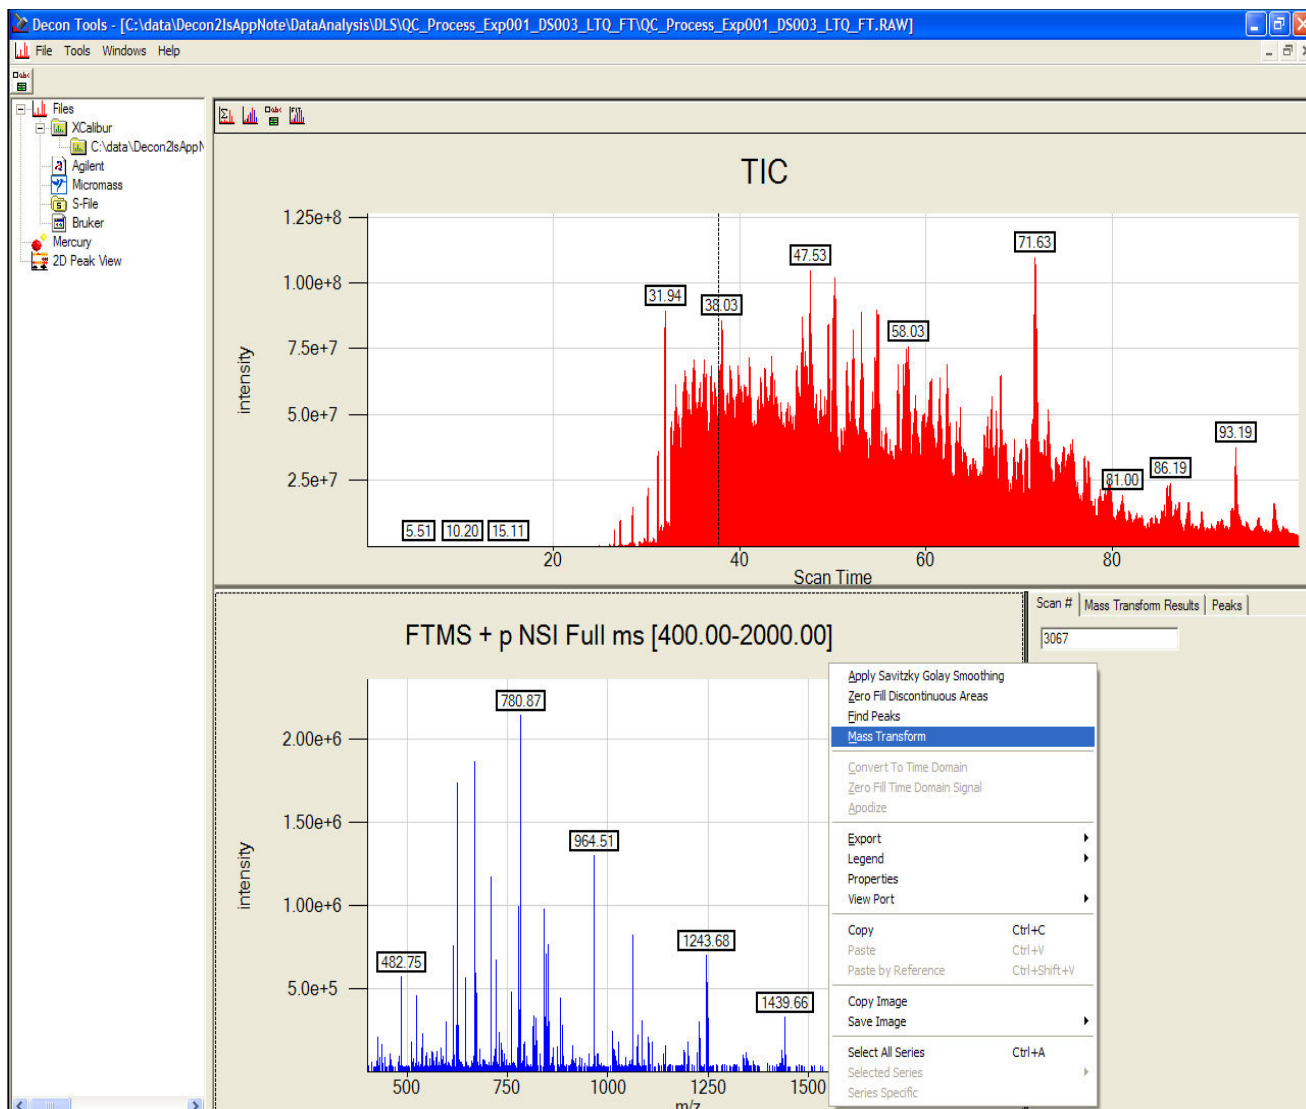 Decon Tools - [C:\data\Decon2lsAppNote\DataAnalysis\DLS\QC_Process_Exp001_DS003_LTQ_FT\QC_Process_Exp001_DS003_LTQ_FT.RAW]
File Tools Windows Help
Files
XCalibur
C:\data\Decon2lsAppN
Agilent
Micromass
S-File
Bruker
Mercury
2D Peak View
TIC
1.25e+8
1.00e+8
7.5e+7
5.0e+7
2.5e+7
intensity
71.63
47.53
31.94
38.03
58.03
93.19
86.19
81.00
5.51 10.20 15.11
20 40 60 80
Scan Time
FTMS + p NSI Full ms [400.00-2000.00]
2.00e+6
1.50e+6
1.00e+6
5.0e+5
intensity
780.87
964.51
1243.68
482.75
1439.66
500 750 1000 1250 1500
m/z
Scan # Mass Transform Results Peaks
3067
Apply Savitzky Golay Smoothing
Zero Fill Discontinuous Areas
Find Peaks
Mass Transform
Convert To Time Domain
Zero Fill Time Domain Signal
Apodize
Export
Legend
Properties
View Port
Copy Ctrl+C
Paste Ctrl+V
Paste by Reference Ctrl+Shift+V
Copy Image
Save Image
Select All Series Ctrl+A
Selected Series
Series Specific